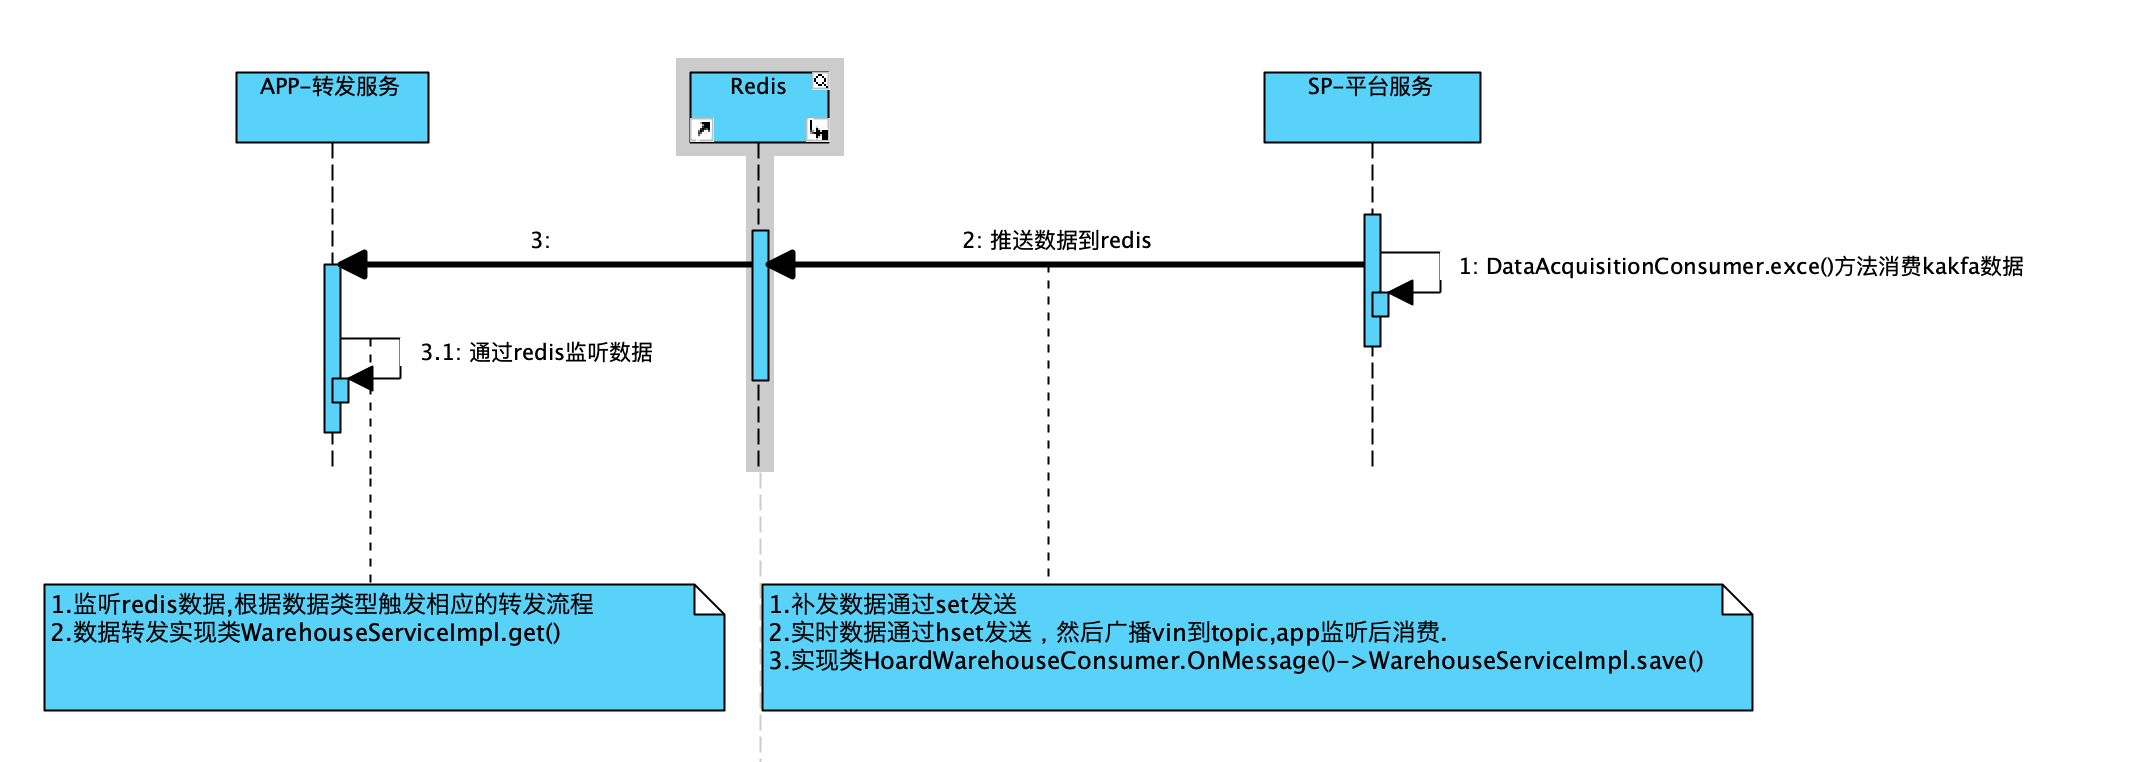 APP-转发服务
Redis
SP-平台服务
3:
2: 推送数据到redis
1: DataAcquisitionConsumer.exce()方法消费kakfa数据
3.1: 通过redis监听数据
1.监听redis数据,根据数据类型触发相应的转发流程
2.数据转发实现类WarehouseServiceImpl.get()
1.补发数据通过set发送
2.实时数据通过hset发送，然后广播vin到topic,app监听后消费.
3.实现类HoardWarehouseConsumer.OnMessage()->WarehouseServiceImpl.save()